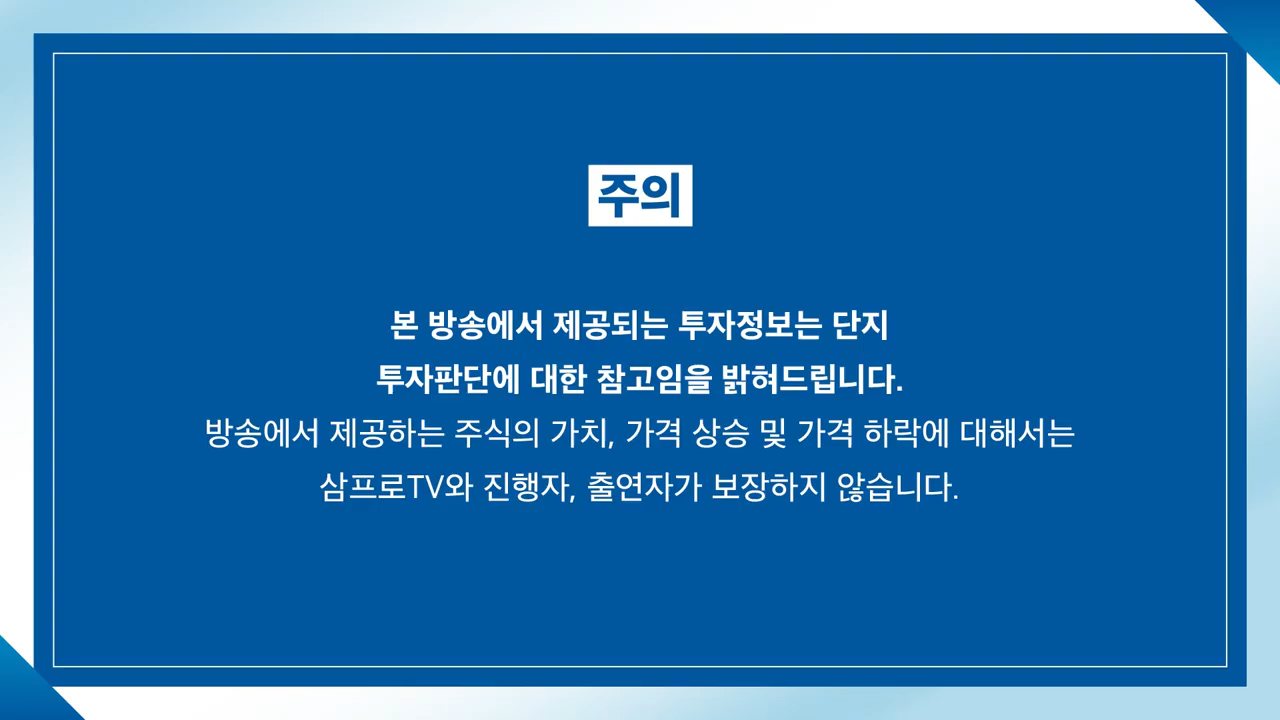 주의
본 방송에서 제공되는 투자정보는 단지
투자판단에 대한 참고임을 밝혀드립니다.
방송에서 제공하는 주식의 가치, 가격 상승 및 가격 하락에 대해서는
삼프로TV와 진행자, 출연자가 보장하지 않습니다.